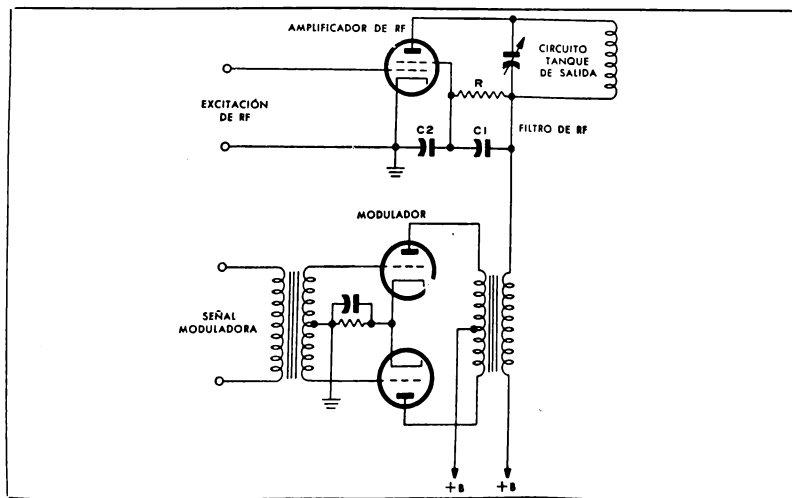 AMPLIFICADOR DE RF
CIRCUITO
TANQUE
DE SALIDA
R
EXCITACIÓN
DE RF
C2
C1
FILTRO DE RF
MODULADOR
SEÑAL
MODULADORA
+B
+B